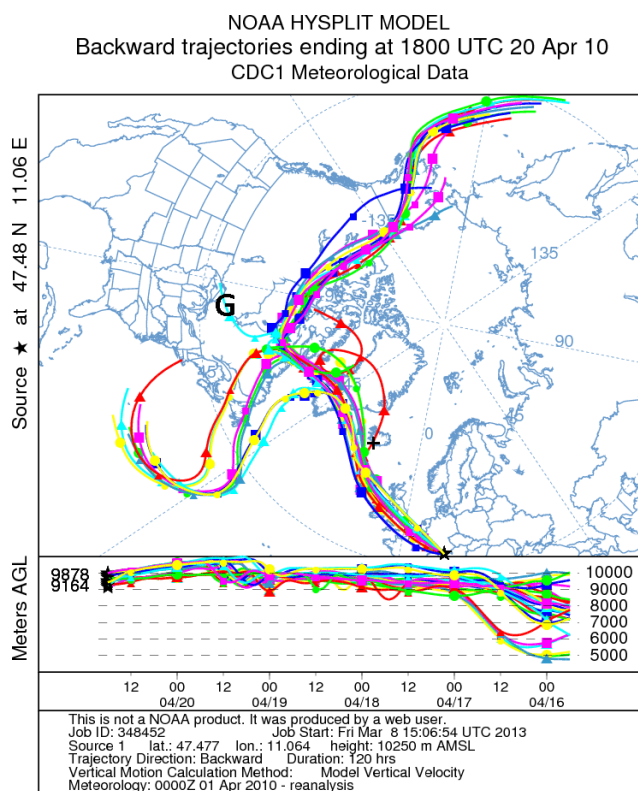 NOAA HYSPLIT MODEL
Backward trajectories ending at 1800 UTC 20 Apr 10
CDC1 Meteorological Data
Source ★ at 47.48 N 11.06 E
135
135
90
45
0
G
Meters AGL
9878
9878
9164
10000
9000
8000
7000
6000
5000
12 00 12 00 12 00 12 00 12 00
04/20 04/19 04/18 04/17 04/16
This is not a NOAA product. It was produced by a web user.
Job ID: 348452 Job Start: Fri Mar 8 15:06:54 UTC 2013
Source 1 lat.: 47.477 lon.: 11.064 height: 10250 m AMSL
Trajectory Direction: Backward Duration: 120 hrs
Vertical Motion Calculation Method: Model Vertical Velocity
Meteorology: 0000Z 01 Apr 2010 - reanalysis